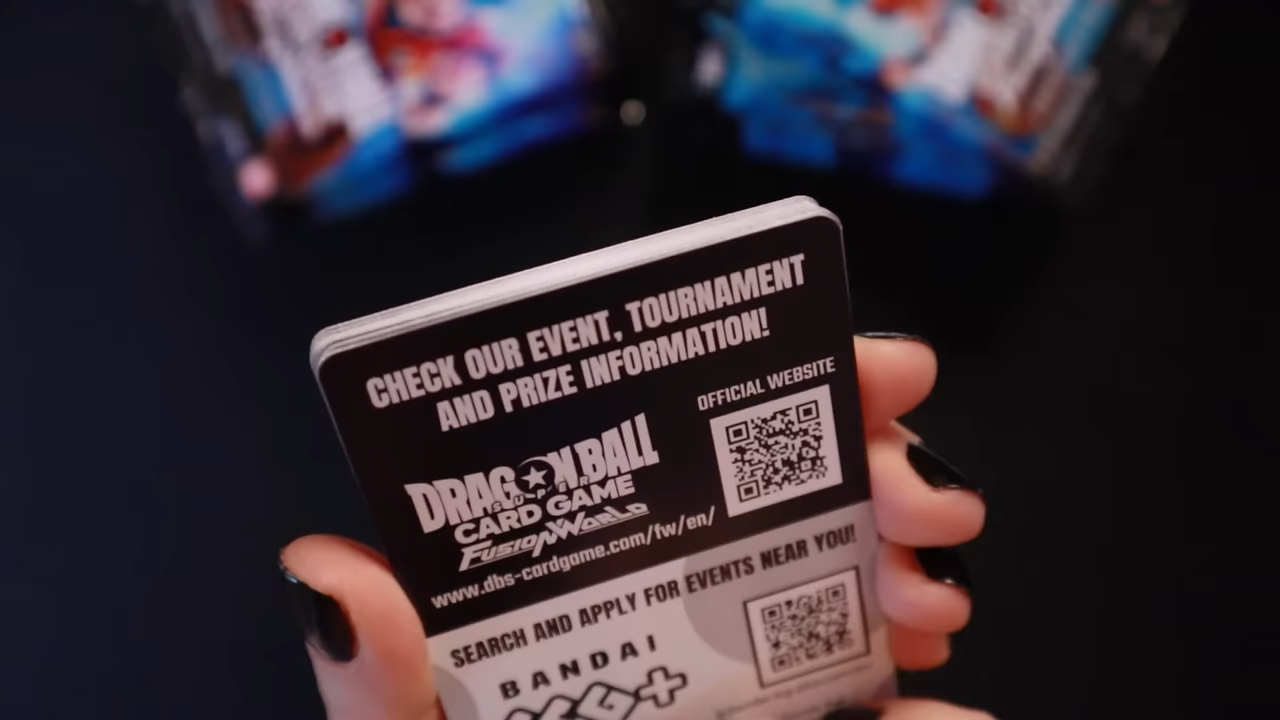 CHECK OUR EVENT, TOURNAMENT
AND PRIZE INFORMATION!
OFFICIAL WEBSITE
DRAGON BALL
SUPER
CARD GAME
FUSION WORLD
www.dbs-cardgame.com/fw/en/
SEARCH AND APPLY FOR EVENTS NEAR YOU!
BANDAI
TCG+